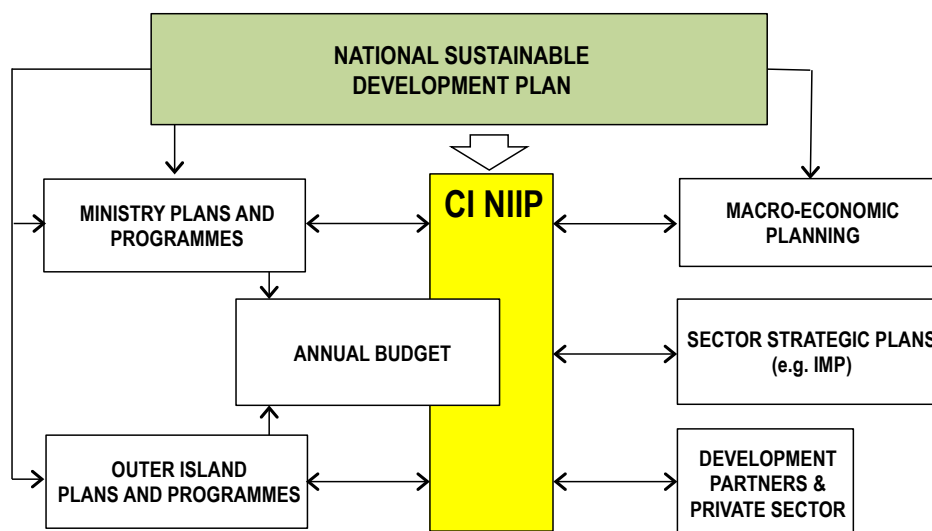 NATIONAL SUSTAINABLE
DEVELOPMENT PLAN
CI NIIP
MINISTRY PLANS AND
PROGRAMMES
MACRO-ECONOMIC
PLANNING
ANNUAL BUDGET
SECTOR STRATEGIC PLANS
(e.g. IMP)
OUTER ISLAND
PLANS AND PROGRAMMES
DEVELOPMENT
PARTNERS &
PRIVATE SECTOR